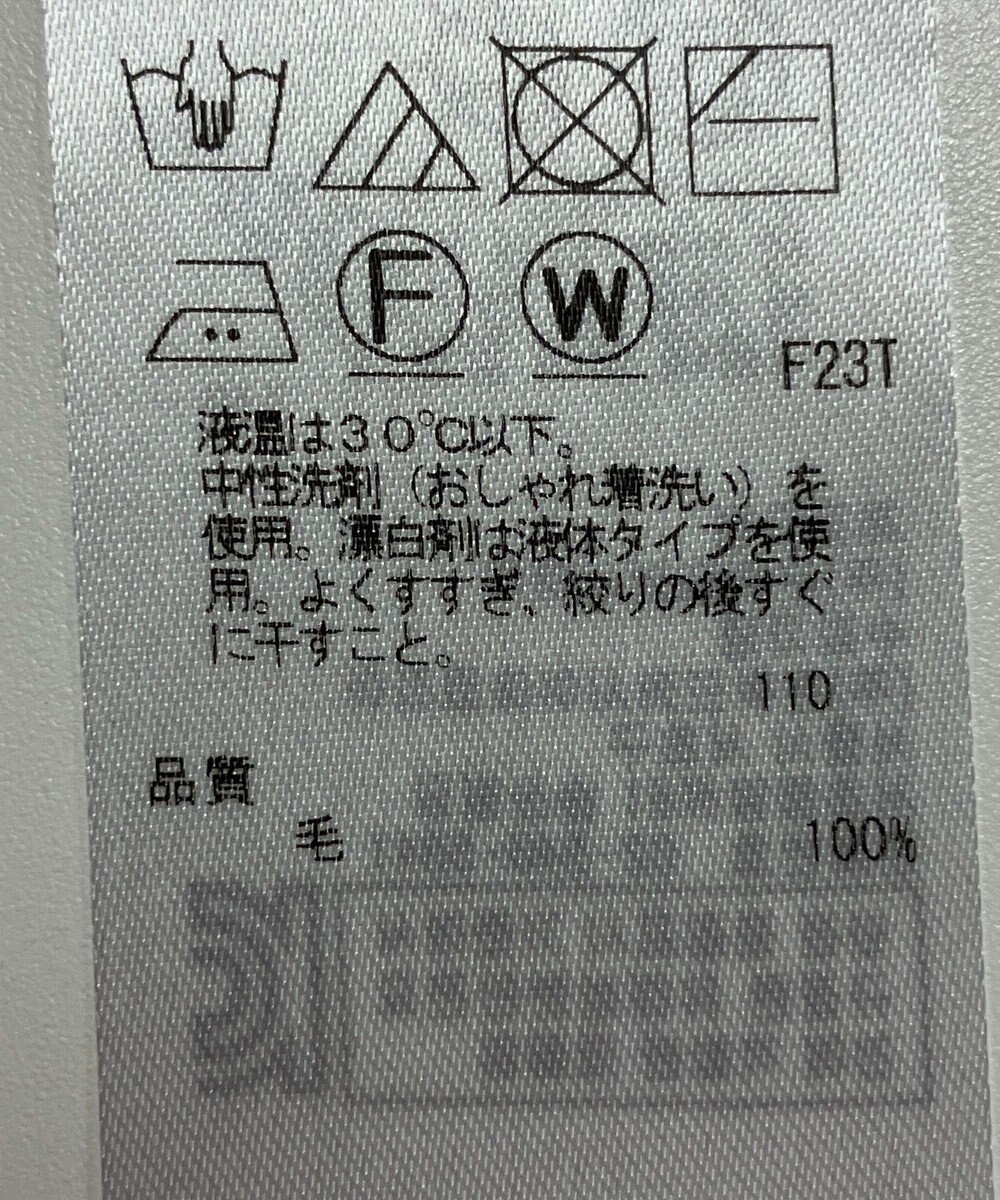 F W
F23T
液温は３０℃以下。
中性洗剤（おしゃれ着洗い）を
使用。漂白剤は液体タイプを使
用。よくすすぎ、絞りの後すぐ
に干すこと。
110
品質
毛 100%